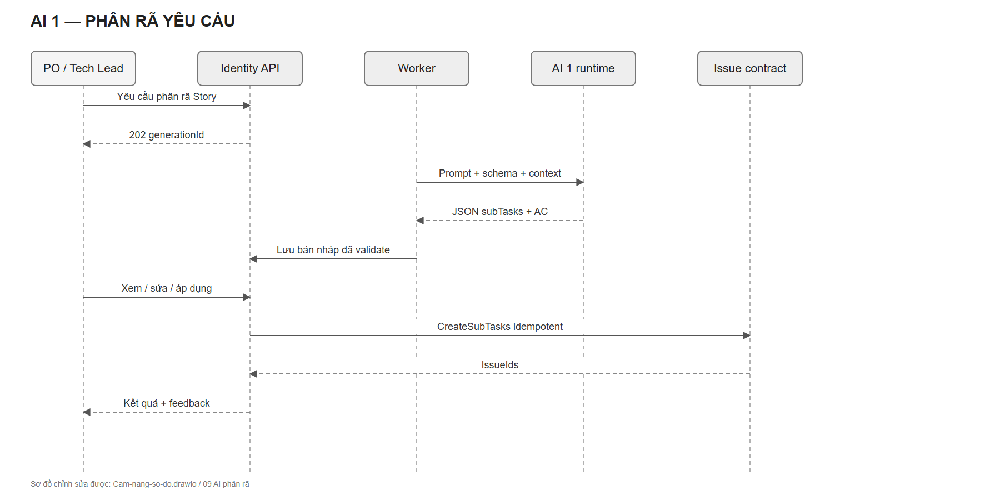 AI 1 — PHÂN RÃ YÊU CẦU
PO / Tech Lead
Identity API
Worker
AI 1 runtime
Issue contract
Yêu cầu phân rã Story
202 generationId
Prompt + schema + context
JSON subTasks + AC
Lưu bản nháp đã validate
Xem / sửa / áp dụng
CreateSubTasks idempotent
IssueIds
Kết quả + feedback
Sơ đồ chỉnh sửa được: Cam-nang-so-do.drawio / 09 AI phân rã